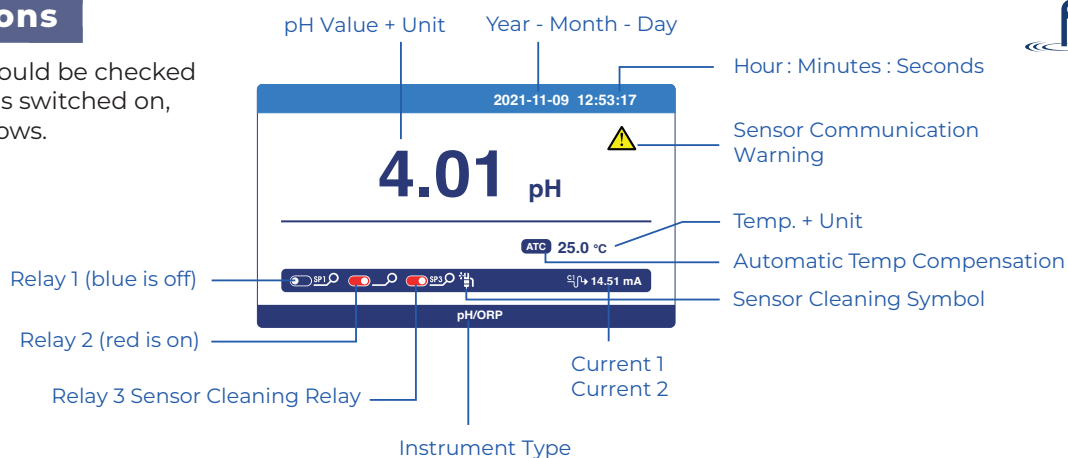 ons
ould be checked
s switched on,
ows.
pH Value + Unit
Year - Month - Day
Hour : Minutes : Seconds
2021-11-09 12:53:17
Sensor Communication
Warning
4.01 pH
Temp. + Unit
ATC 25.0 °C
Automatic Temp Compensation
Relay 1 (blue is off)
SP1 SP3 C1 14.51 mA
Sensor Cleaning Symbol
pH/ORP
Relay 2 (red is on)
Current 1
Current 2
Relay 3 Sensor Cleaning Relay
Instrument Type
f